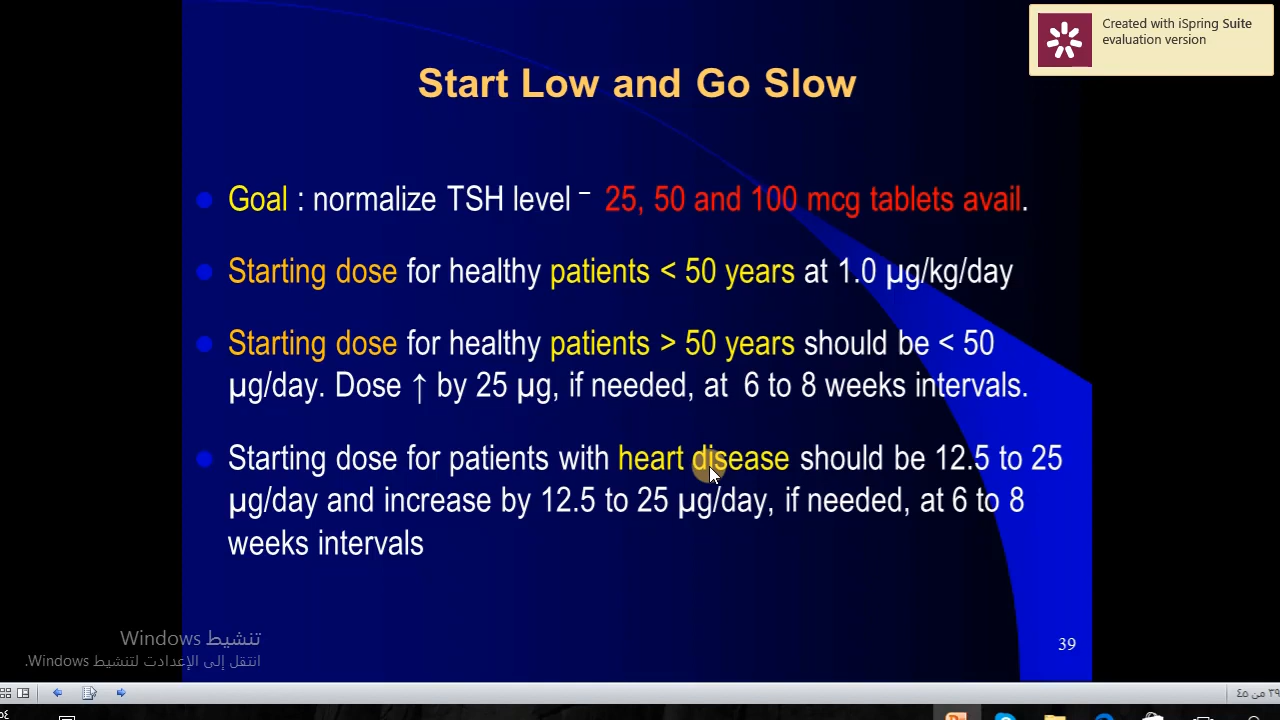 Created with iSpring Suite
evaluation version
Start Low and Go Slow
Goal : normalize TSH level – 25, 50 and 100 mcg tablets avail.
Starting dose for healthy patients < 50 years at 1.0 µg/kg/day
Starting dose for healthy patients > 50 years should be < 50
µg/day. Dose ↑ by 25 µg, if needed, at 6 to 8 weeks intervals.
Starting dose for patients with heart disease should be 12.5 to 25
µg/day and increase by 12.5 to 25 µg/day, if needed, at 6 to 8
weeks intervals
تنشيط Windows
انتقل إلى الإعدادت لتنشيط Windows.
39
٣٩ من ٤٥